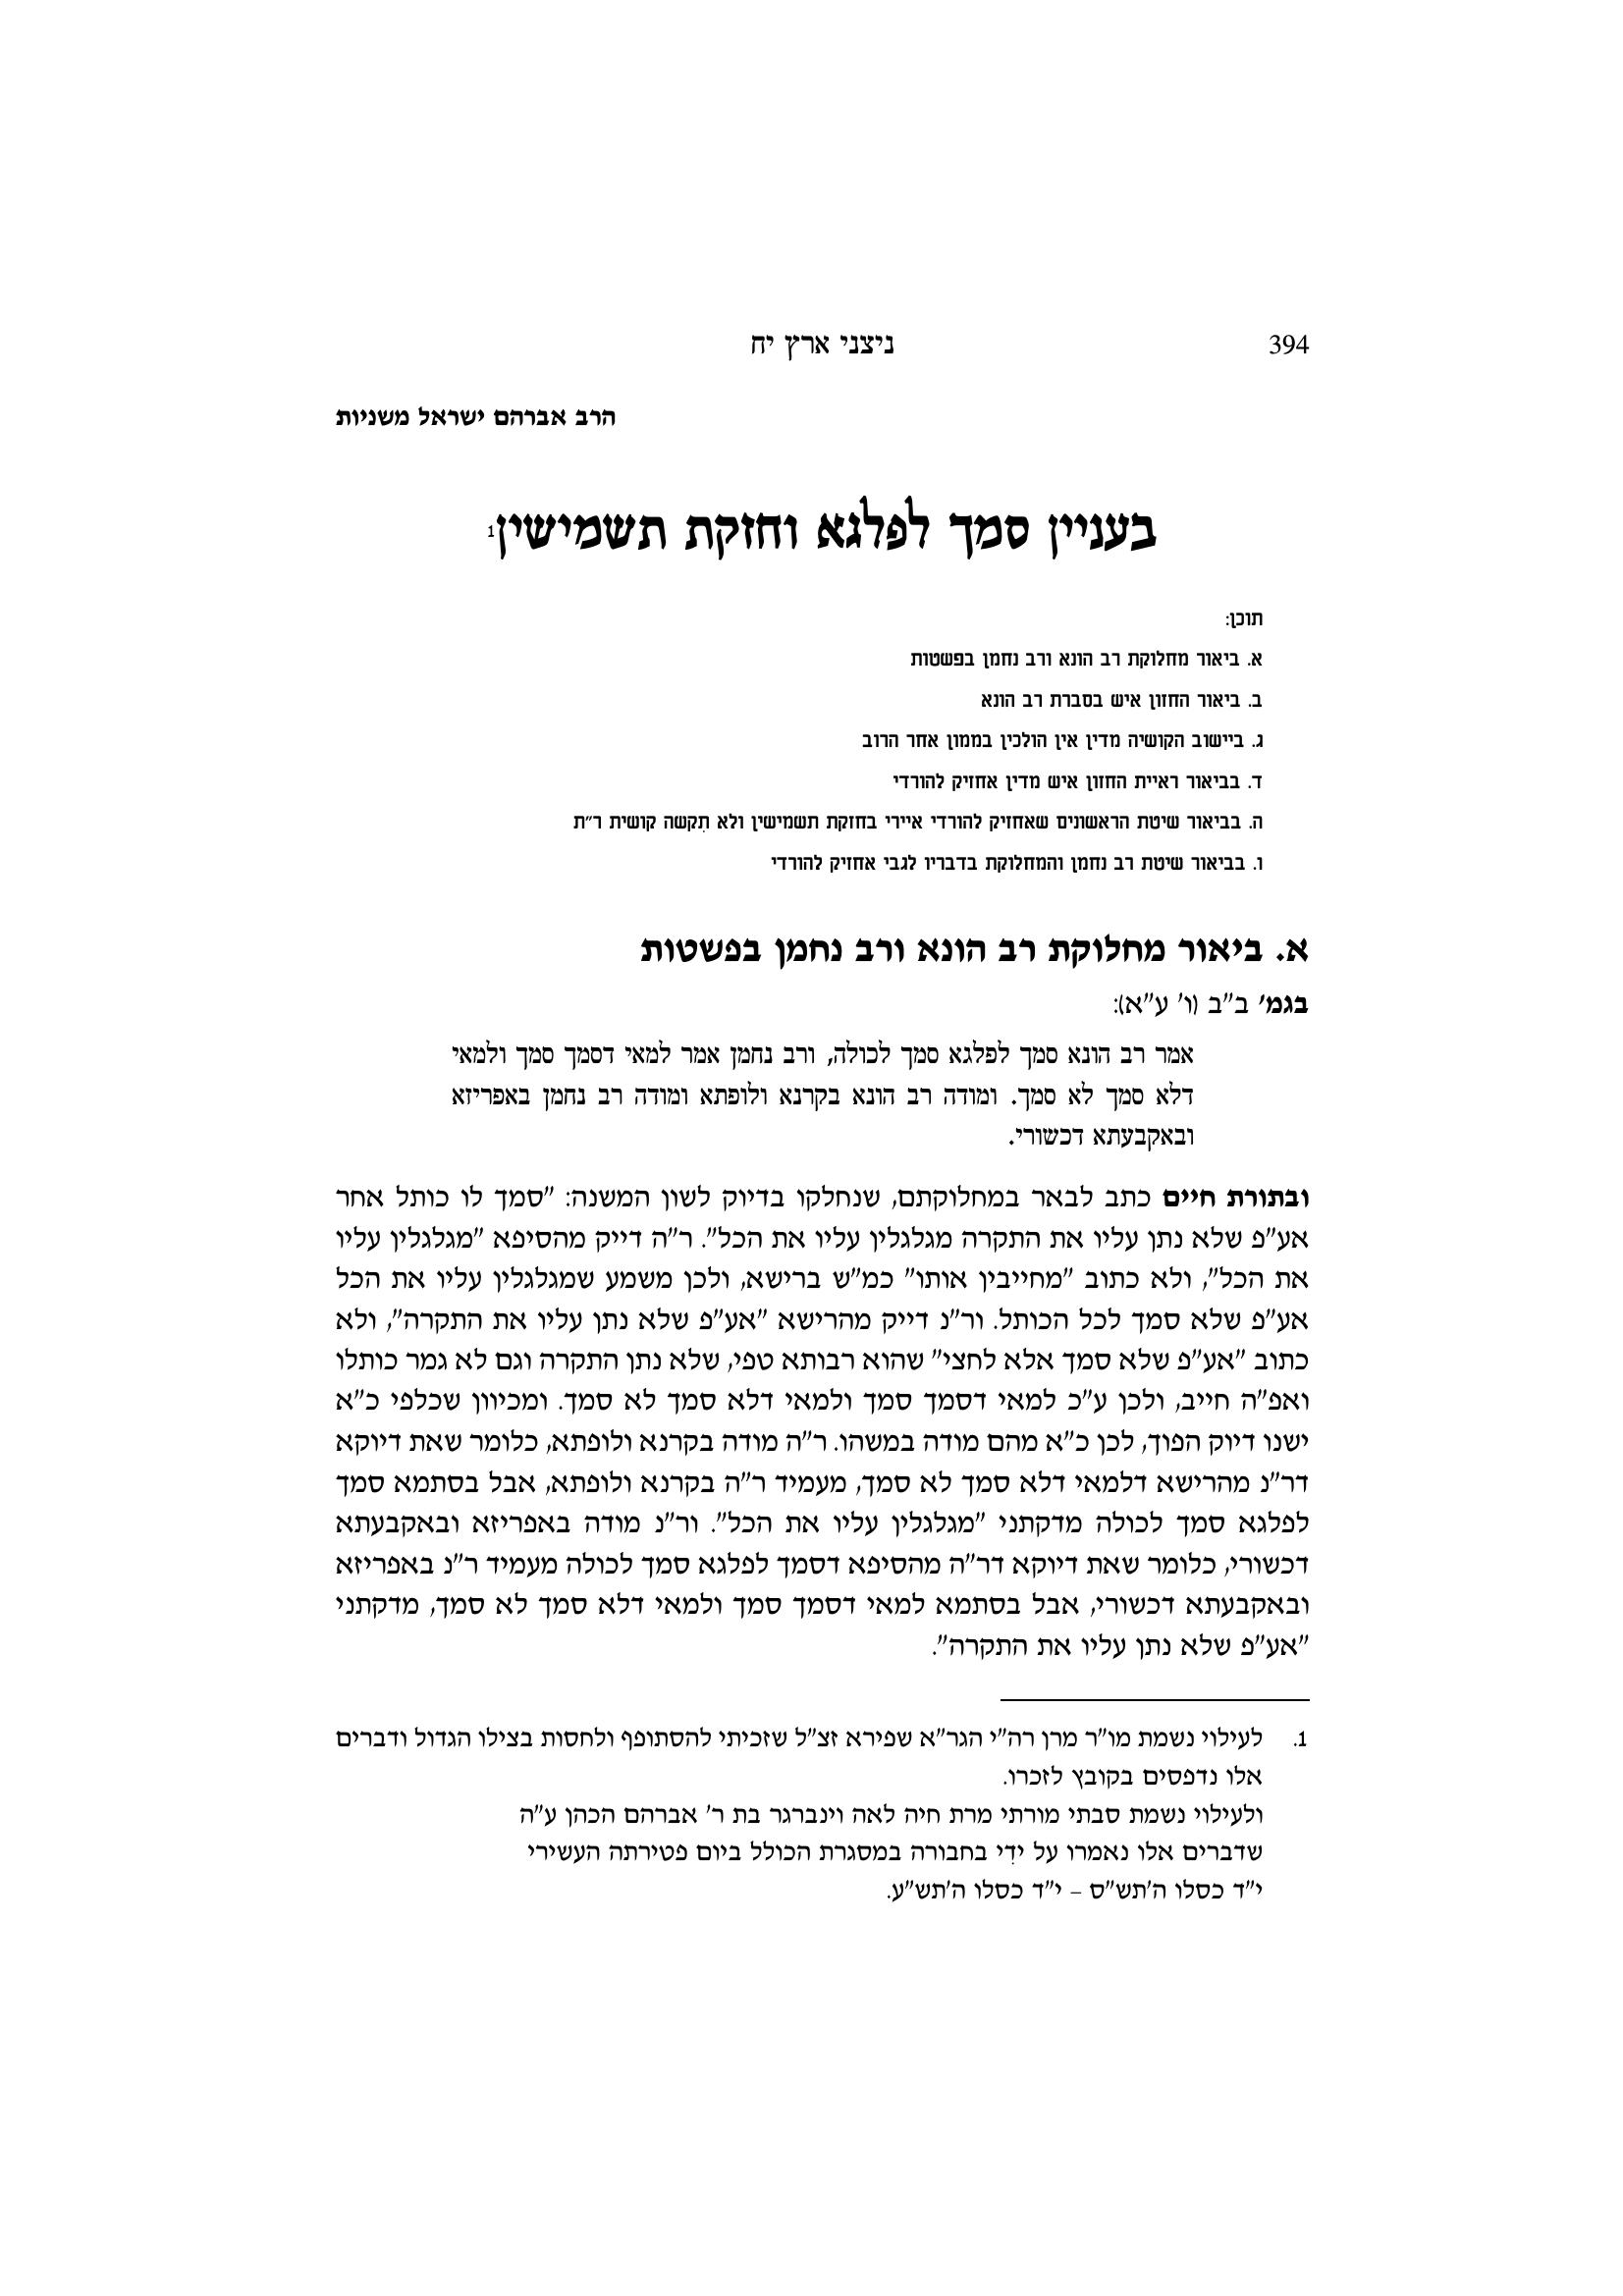 394
ניצני ארץ יח
הרב אברהם ישראל משניות
בעניין סמך לפלגא וחזקת תשמישין1
תוכן:
א. ביאור מחלוקת רב הונא ורב נחמן בפשטות
ב. ביאור החזון איש בסברת רב הונא
ג. ביישוב הקושיה מדין אין הולכין בממון אחר הרוב
ד. בביאור ראיית החזון איש מדין אחזיק להורדי
ה. בביאור שיטת הראשונים שאחזיק להורדי איירי בחזקת תשמישין ולא תִקשה קושית ר״ת
ו. בביאור שיטת רב נחמן והמחלוקת בדבריו לגבי אחזיק להורדי
א. ביאור מחלוקת רב הונא ורב נחמן בפשטות
בגמ' ב"ב (ו' ע"א):
אמר רב הונא סמך לפלגא סמך לכולה, ורב נחמן אמר למאי דסמך סמך ולמאי
דלא סמך לא סמך. ומודה רב הונא בקרנא ולופתא ומודה רב נחמן באפריזא
ובאקבעתא דכשורי.
ובתורת חיים כתב לבאר במחלוקתם, שנחלקו בדיוק לשון המשנה: "סמך לו כותל אחר
אע"פ שלא נתן עליו את התקרה מגלגלין עליו את הכל". ר"ה דייק מהסיפא "מגלגלין עליו
את הכל", ולא כתוב "מחייבין אותו" כמ"ש ברישא, ולכן משמע שמגלגלין עליו את הכל
אע"פ שלא סמך לכל הכותל. ור"נ דייק מהרישא "אע"פ שלא נתן עליו את התקרה", ולא
כתוב "אע"פ שלא סמך אלא לחצי" שהוא רבותא טפי, שלא נתן התקרה וגם לא גמר כותלו
ואפ"ה חייב, ולכן ע"כ למאי דסמך סמך ולמאי דלא סמך לא סמך. ומכיוון שכלפי כ"א
ישנו דיוק הפוך, לכן כ"א מהם מודה במשהו. ר"ה מודה בקרנא ולופתא, כלומר שאת דיוקא
דר"נ מהרישא דלמאי דלא סמך לא סמך, מעמיד ר"ה בקרנא ולופתא, אבל בסתמא סמך
לפלגא סמך לכולה מדקתני "מגלגלין עליו את הכל". ור"נ מודה באפריזא ובאקבעתא
דכשורי, כלומר שאת דיוקא דר"ה מהסיפא דסמך לפלגא סמך לכולה מעמיד ר"נ באפריזא
ובאקבעתא דכשורי, אבל בסתמא למאי דסמך סמך ולמאי דלא סמך לא סמך, מדקתני
"אע"פ שלא נתן עליו את התקרה".
1. לעילוי נשמת מו"ר מרן רה"י הגר"א שפירא זצ"ל שזכיתי להסתופף ולחסות בצילו הגדול ודברים
אלו נדפסים בקובץ לזכרו.
ולעילוי נשמת סבתי מורתי מרת חיה לאה וינברגר בת ר' אברהם הכהן ע"ה
שדברים אלו נאמרו על ידִי בחבורה במסגרת הכולל ביום פטירתה העשירי
י"ד כסלו ה'תש"ס – י"ד כסלו ה'תש"ע.